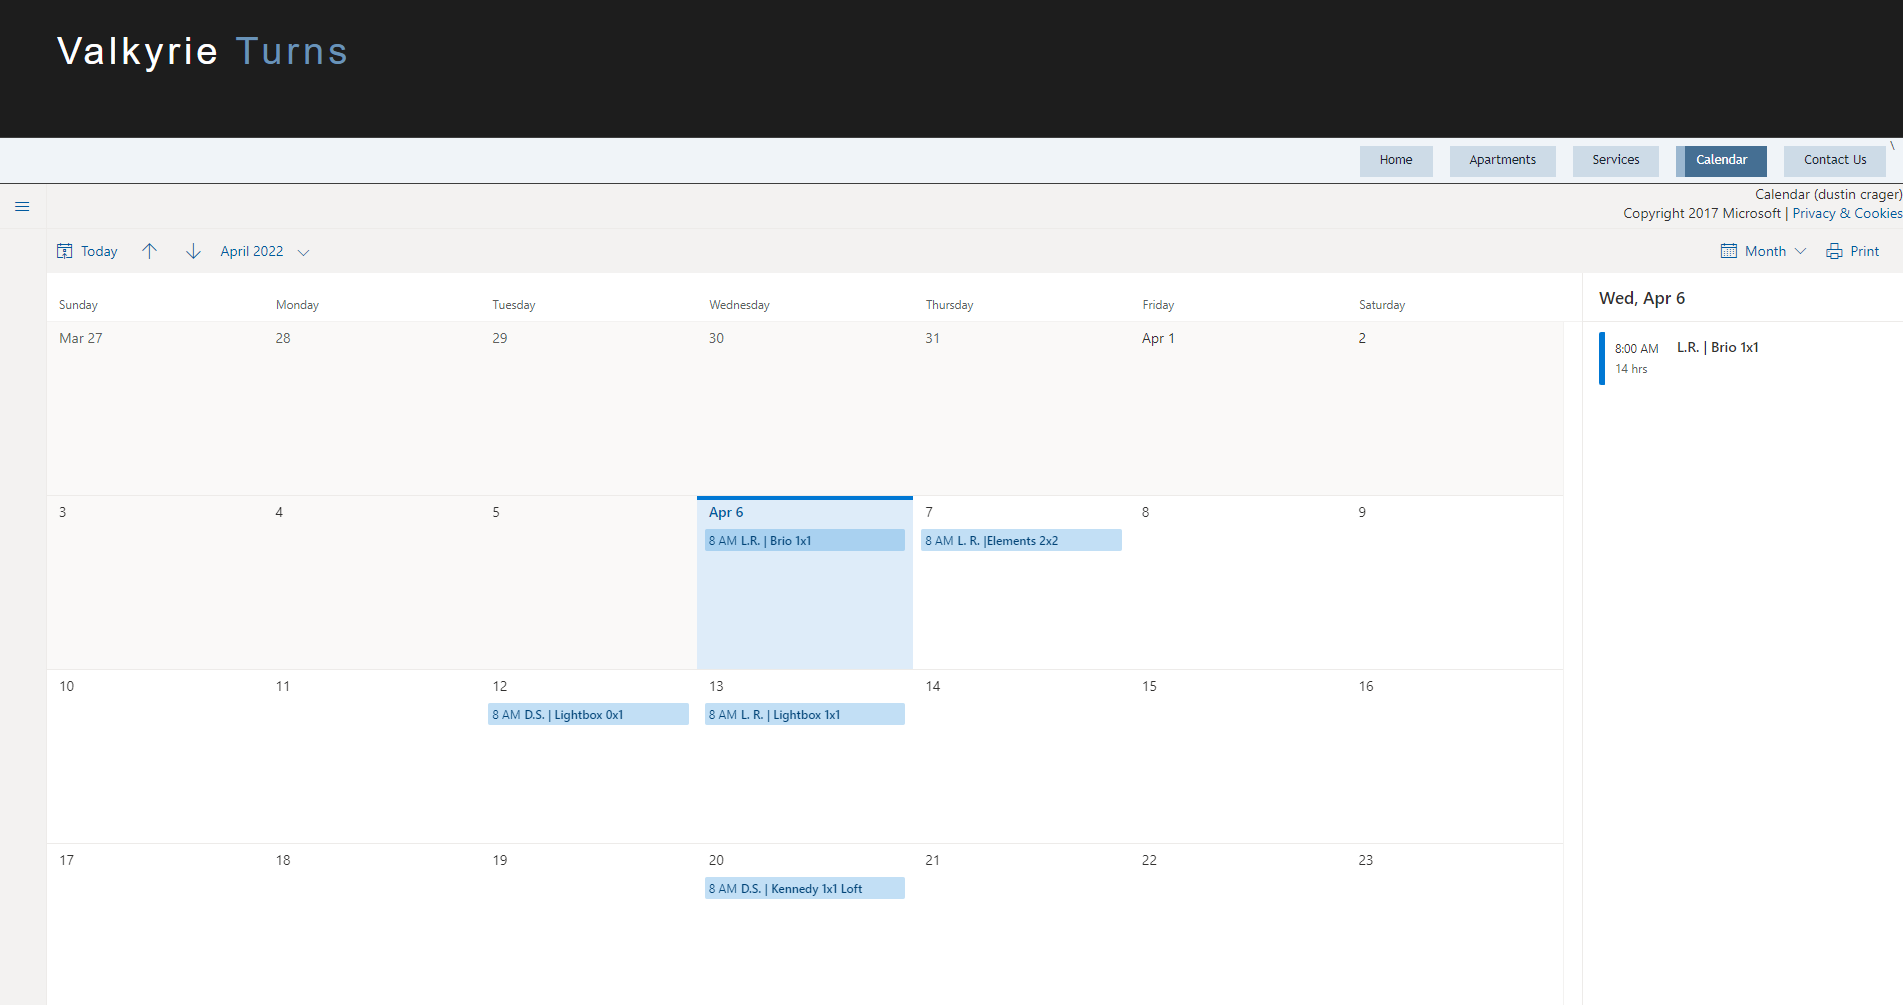 Valkyrie Turns
Home Apartments Services Calendar Contact Us \
Calendar (dustin crager)
Copyright 2017 Microsoft | Privacy & Cookies
Today April 2022 Month Print
Sunday Monday Tuesday Wednesday Thursday Friday Saturday
Wed, Apr 6
Mar 27 28 29 30 31 Apr 1 2
8:00 AM L.R. | Brio 1x1
14 hrs
3 4 5 Apr 6 7 8 9
8 AM L.R. | Brio 1x1 8 AM L. R. |Elements 2x2
10 11 12 13 14 15 16
8 AM D.S. | Lightbox 0x1 8 AM L. R. | Lightbox 1x1
17 18 19 20 21 22 23
8 AM D.S. | Kennedy 1x1 Loft